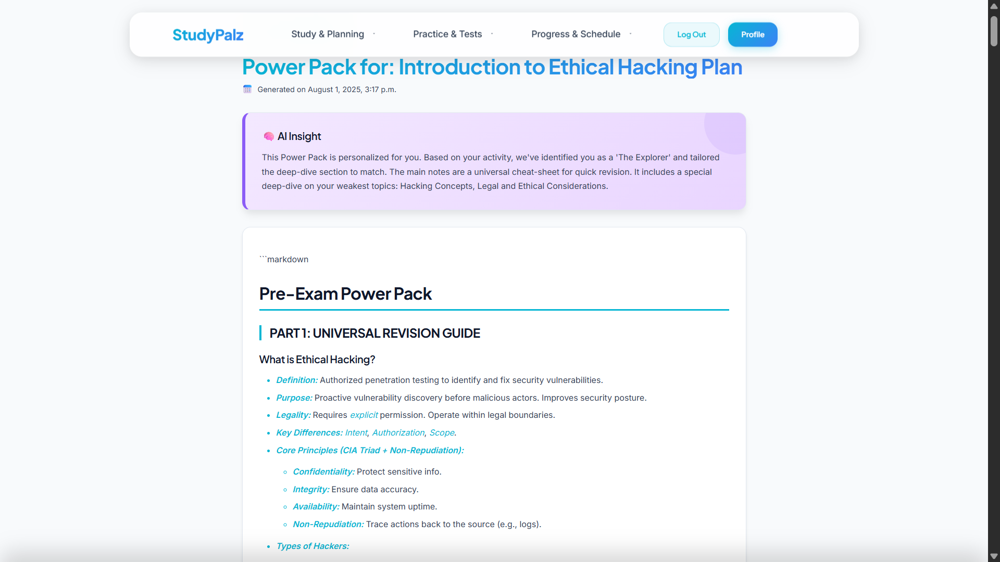 StudyPalz
Study & Planning
Practice & Tests
Progress & Schedule
Log Out
Profile
Power Pack for: Introduction to Ethical Hacking Plan
Generated on August 1, 2025, 3:17 p.m.
AI Insight
This Power Pack is personalized for you. Based on your activity, we've identified you as a 'The Explorer' and tailored
the deep-dive section to match. The main notes are a universal cheat-sheet for quick revision. It includes a special
deep-dive on your weakest topics: Hacking Concepts, Legal and Ethical Considerations.
```markdown
Pre-Exam Power Pack
PART 1: UNIVERSAL REVISION GUIDE
What is Ethical Hacking?
• Definition: Authorized penetration testing to identify and fix security vulnerabilities.
• Purpose: Proactive vulnerability discovery before malicious actors. Improves security posture.
• Legality: Requires explicit permission. Operate within legal boundaries.
• Key Differences: Intent, Authorization, Scope.
• Core Principles (CIA Triad + Non-Repudiation):
◦ Confidentiality: Protect sensitive info.
◦ Integrity: Ensure data accuracy.
◦ Availability: Maintain system uptime.
◦ Non-Repudiation: Trace actions back to the source (e.g., logs).
• Types of Hackers: